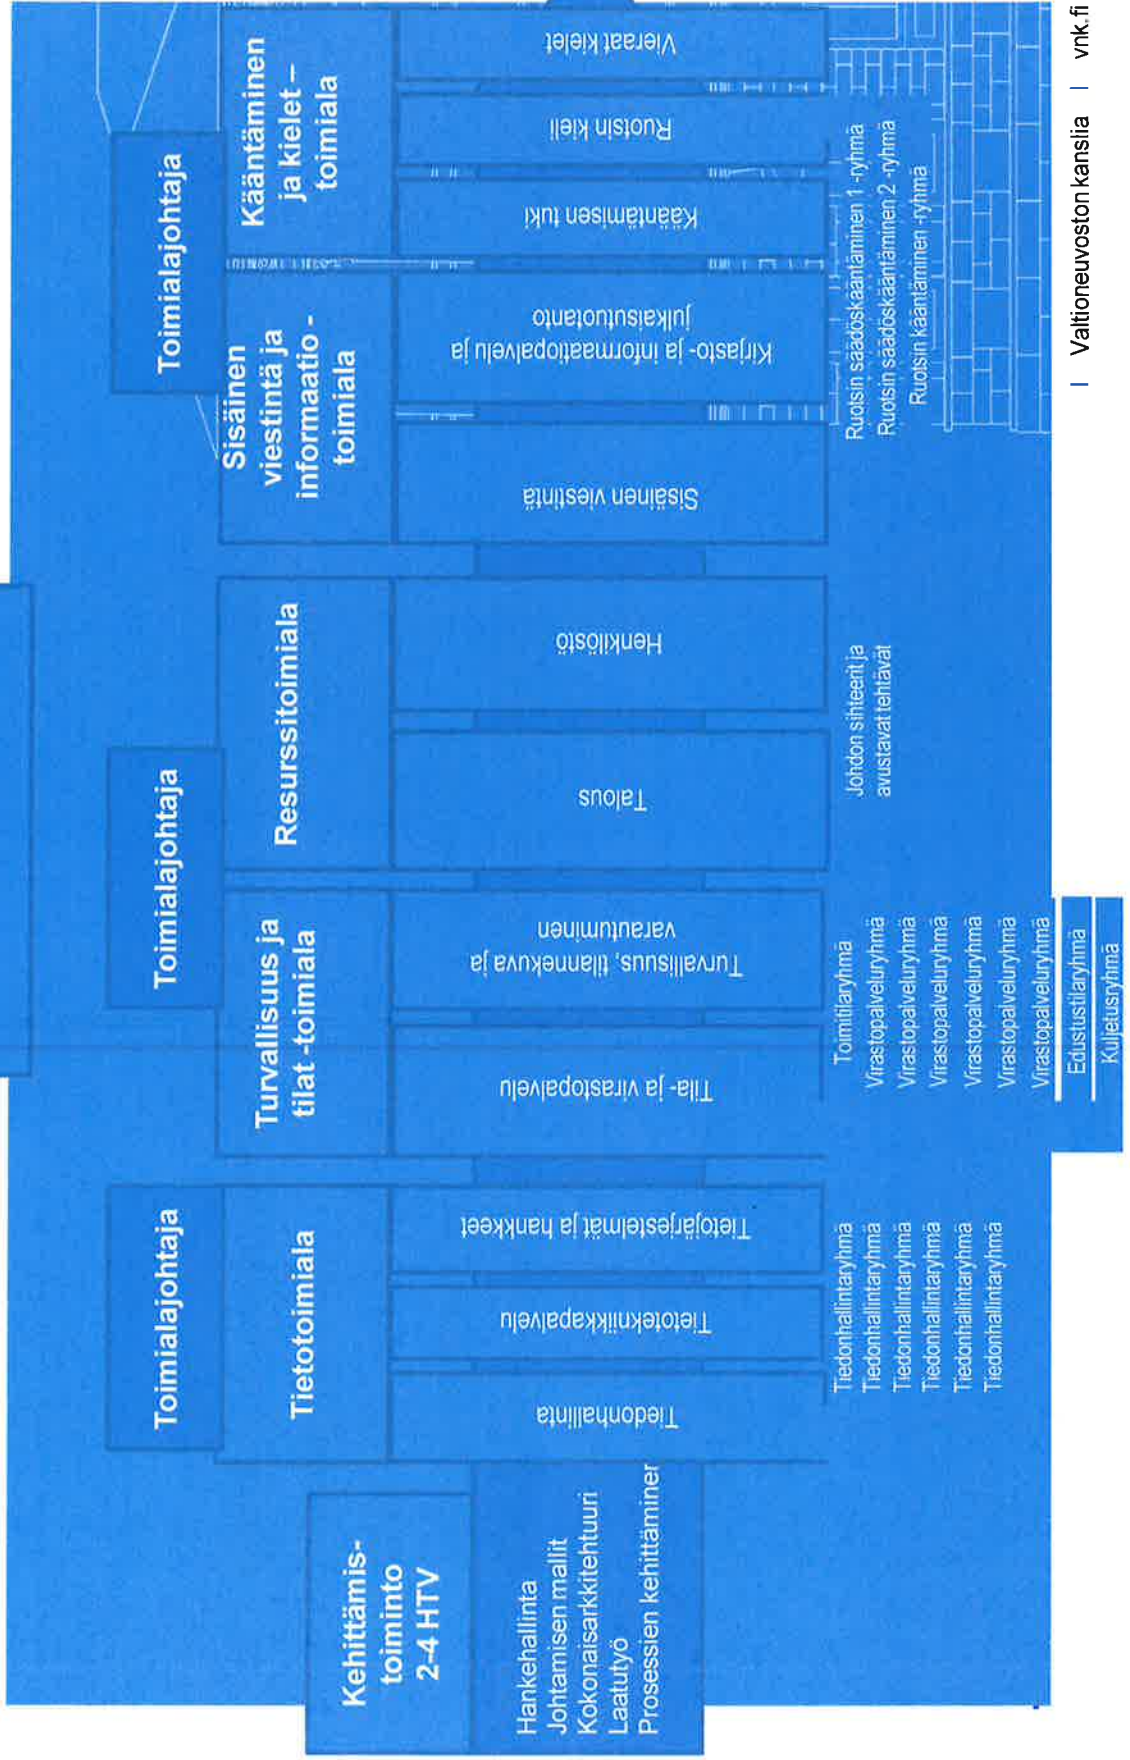 Kehittämis-
toiminto
2-4 HTV
Hankehallinta
Johtamisen mallit
Kokonaisarkkitehtuuri
Laatutyö
Prosessien kehittäminer
Toimialajohtaja
Tietotoimiala
Tiedonhallinta
Tietotekniikkapalvelu
Tietojärjestelmät ja hankkeet
Tiedonhallintaryhmä
Tiedonhallintaryhmä
Tiedonhallintaryhmä
Tiedonhallintaryhmä
Tiedonhallintaryhmä
Tiedonhallintaryhmä
Toimialajohtaja
Turvallisuus ja
tilat -toimiala
Tila- ja virastopalvelu
Turvallisuus, tilannekuva ja
varautuminen
Toimitilaryhmä
Virastopalveluryhmä
Virastopalveluryhmä
Virastopalveluryhmä
Virastopalveluryhmä
Virastopalveluryhmä
Virastopalveluryhmä
Edustustilaryhmä
Kuljetusryhmä
Resurssitoimiala
Talous
Henkilöstö
Johdon sihteerit ja
avustavat tehtävät
Toimialajohtaja
Sisäinen
viestintä ja
informaatio -
toimiala
Sisäinen viestintä
Kirjasto- ja informaatiopalvelu ja
julkaisutuotanto
Kääntäminen
ja kielet –
toimiala
Kääntämisen tuki
Ruotsin kieli
Vieraat kielet
Ruotsin säädöskääntäminen 1 -ryhmä
Ruotsin säädöskääntäminen 2 -ryhmä
Ruotsin kääntäminen -ryhmä
| Valtioneuvoston kanslia | vnk.fi